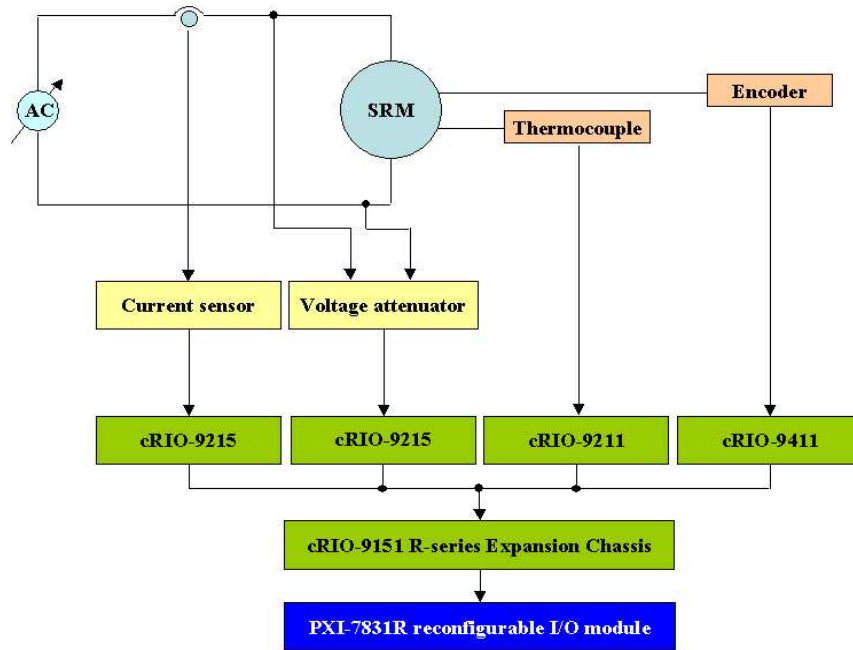 AC
SRM
Encoder
Thermocouple
Current sensor
Voltage attenuator
cRIO-9215
cRIO-9215
cRIO-9211
cRIO-9411
cRIO-9151 R-series Expansion Chassis
PXI-7831R reconfigurable I/O module